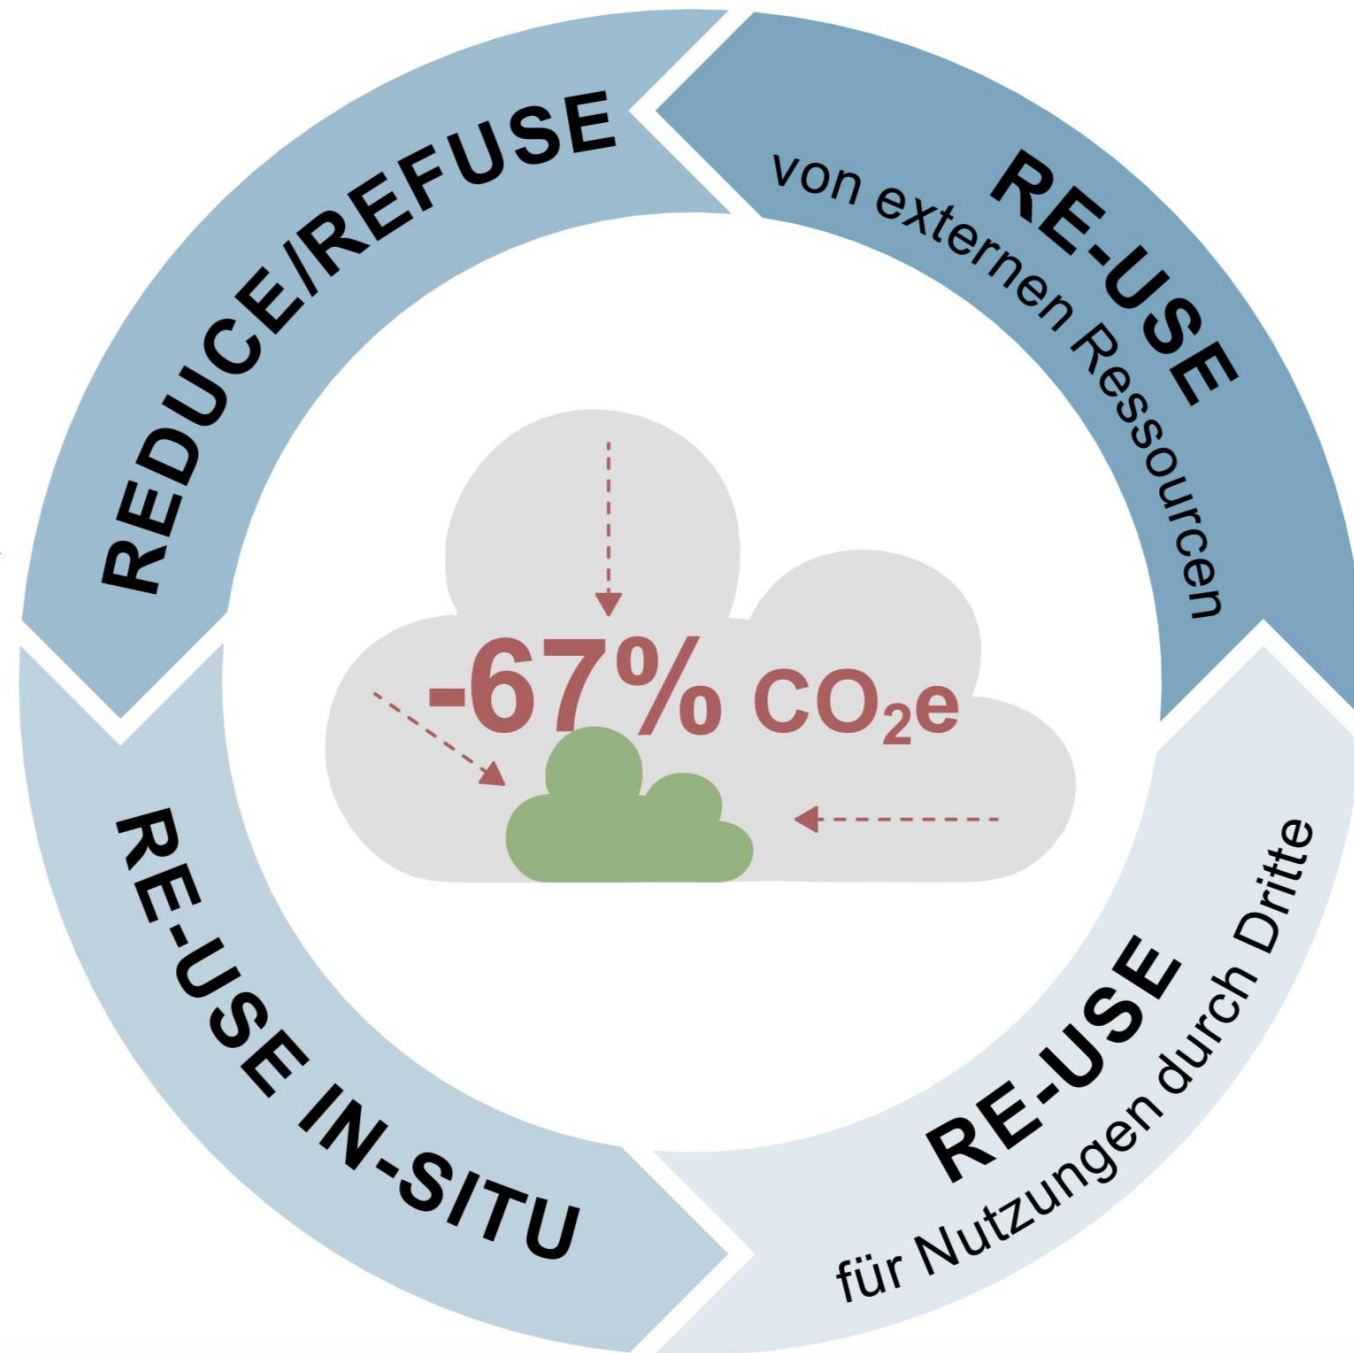 REDUCE/REFUSE
RE-USE
von externen Ressourcen
-67% CO₂e
RE-USE IN-SITU
RE-USE
für Nutzungen durch Dritte